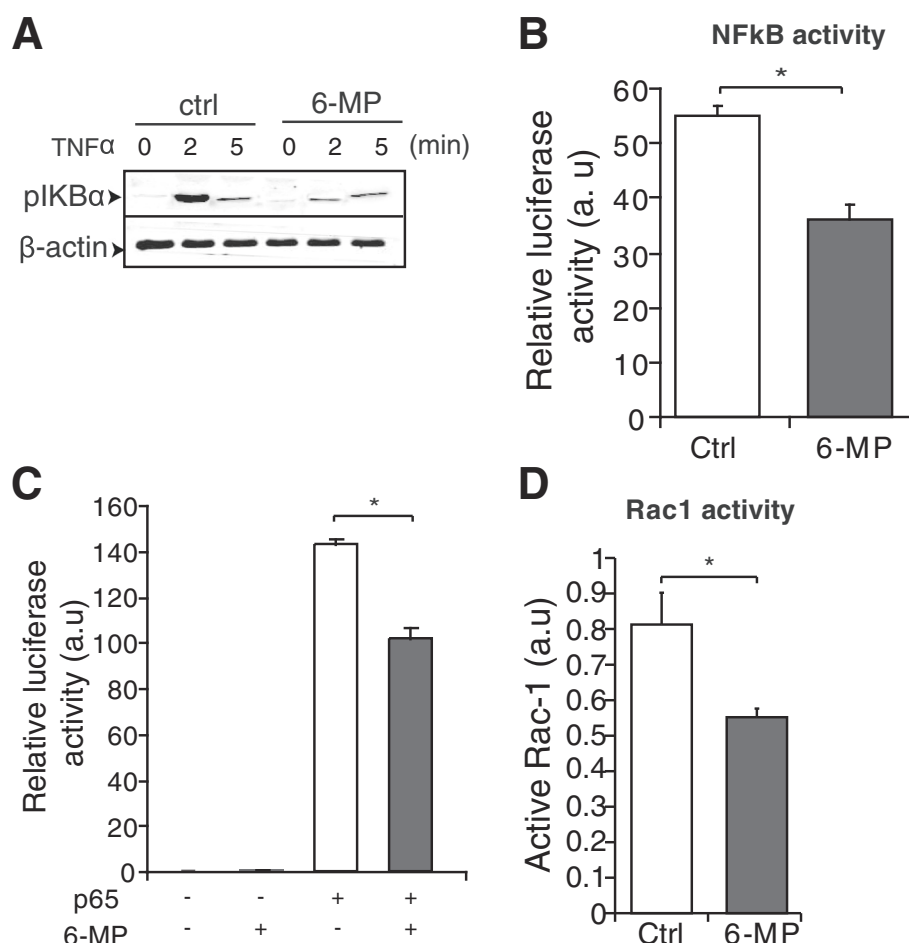 A
ctrl 6-MP
TNFα 0 2 5 0 2 5 (min)
pIKBα
β-actin
B
NFkB activity
*
Relative luciferase
activity (a. u)
60
50
40
30
20
10
0
Ctrl 6-MP
C
*
Relative luciferase
activity (a.u)
160
140
120
100
80
60
40
20
0
p65 - - + +
6-MP - + - +
D
Rac1 activity
*
Active Rac-1 (a.u)
1
0.9
0.8
0.7
0.6
0.5
0.4
0.3
0.2
0.1
0
Ctrl 6-MP